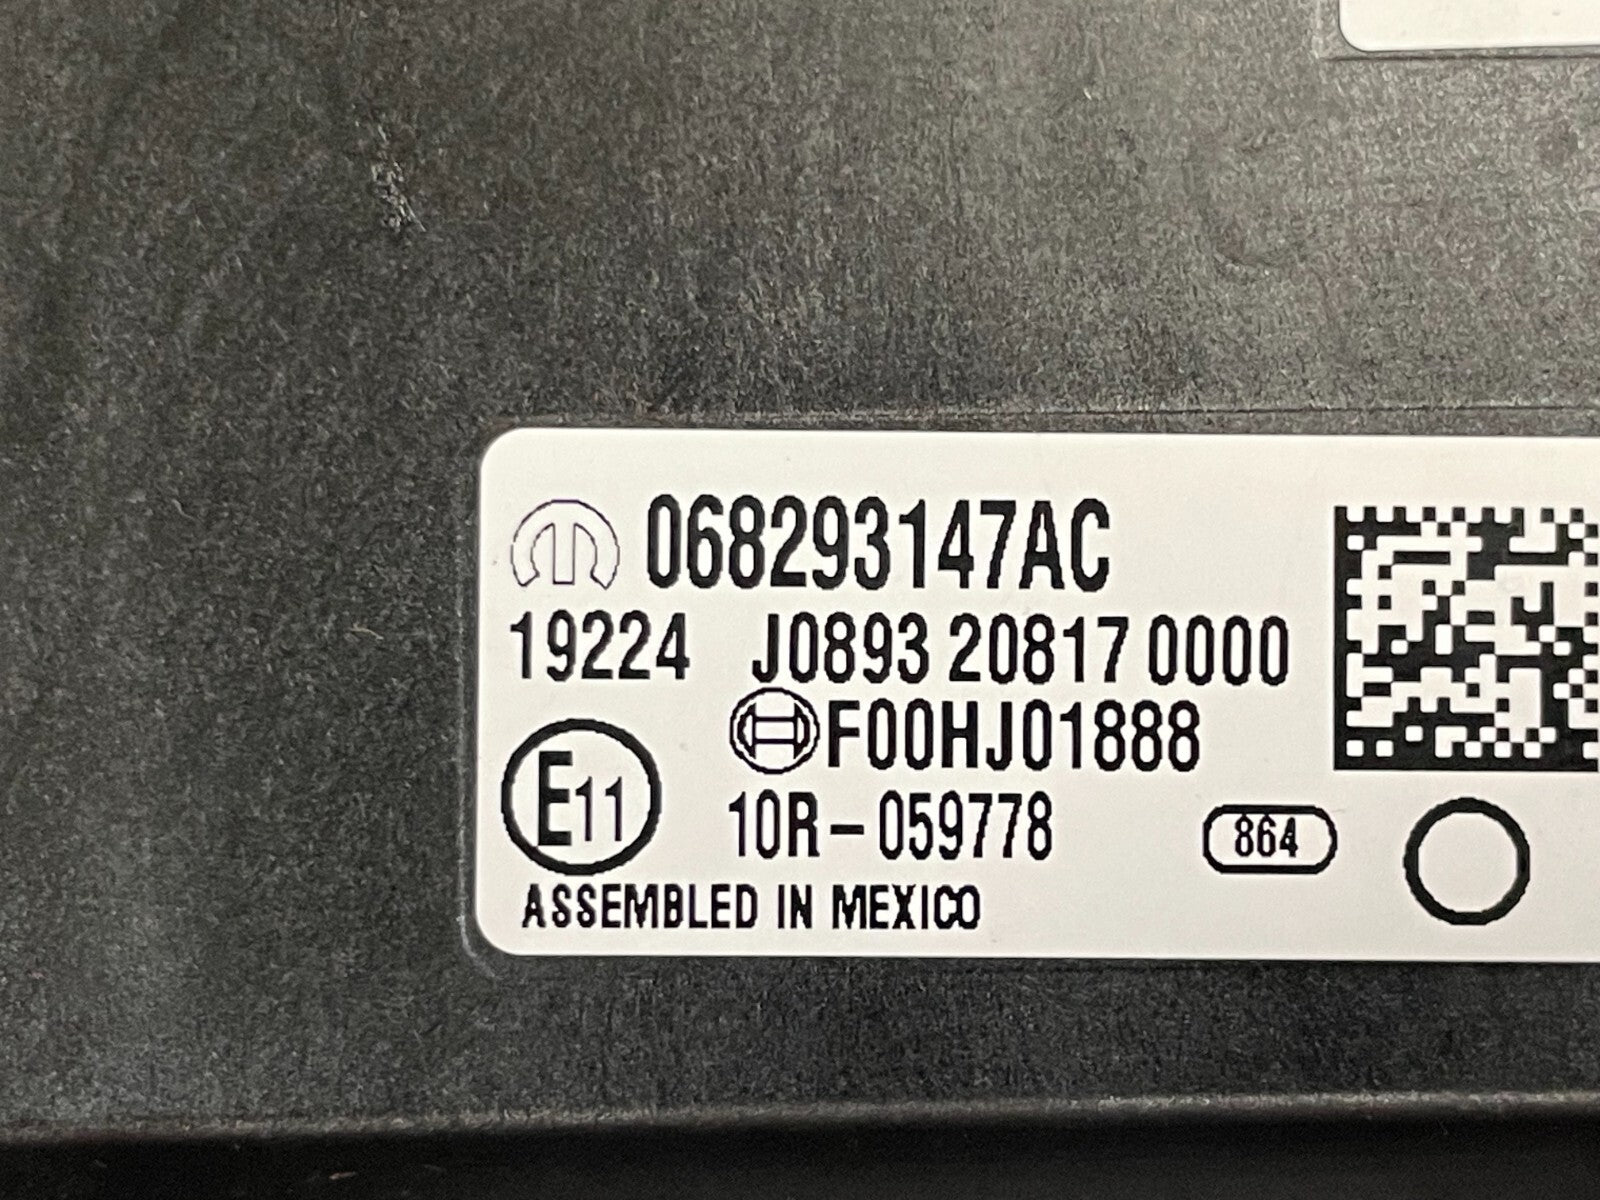 068293147AC
19224 J0893 20817 0000
F00HJ01888
E11
10R-059778
864
ASSEMBLED IN MEXICO